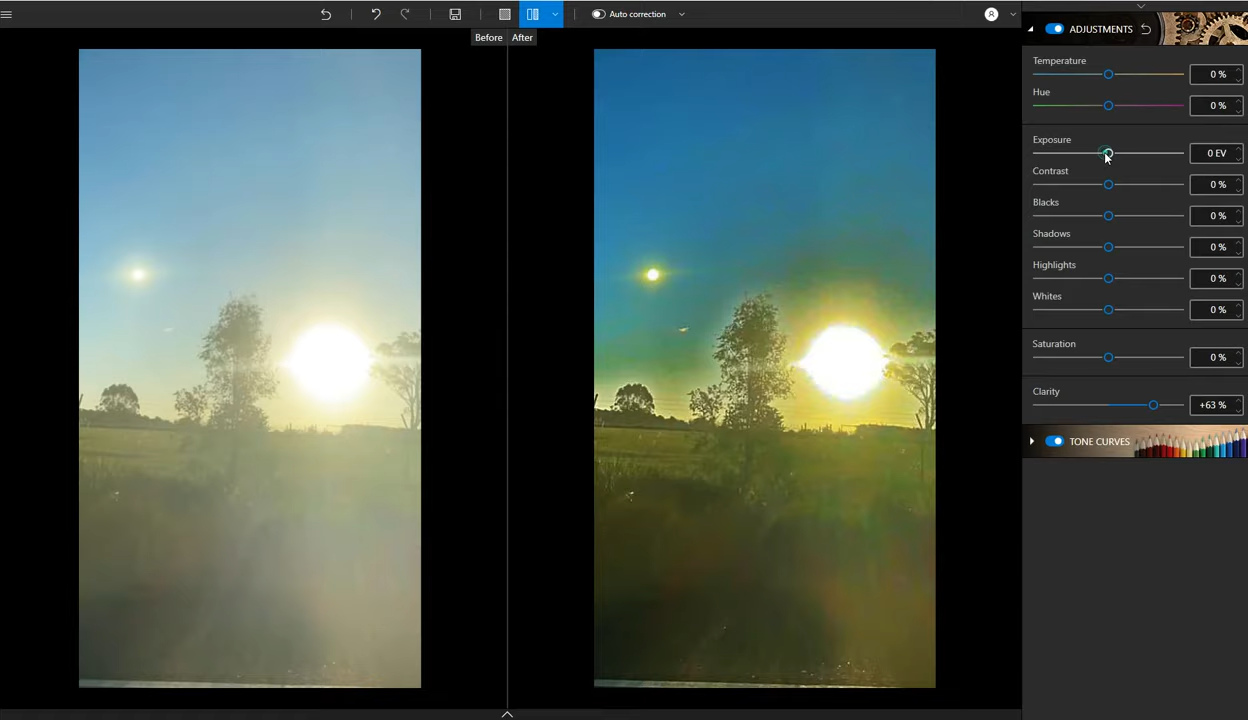 Auto correction
Before After
ADJUSTMENTS
Temperature
0 %
Hue
0 %
Exposure
0 EV
Contrast
0 %
Blacks
0 %
Shadows
0 %
Highlights
0 %
Whites
0 %
Saturation
0 %
Clarity
+63 %
TONE CURVES